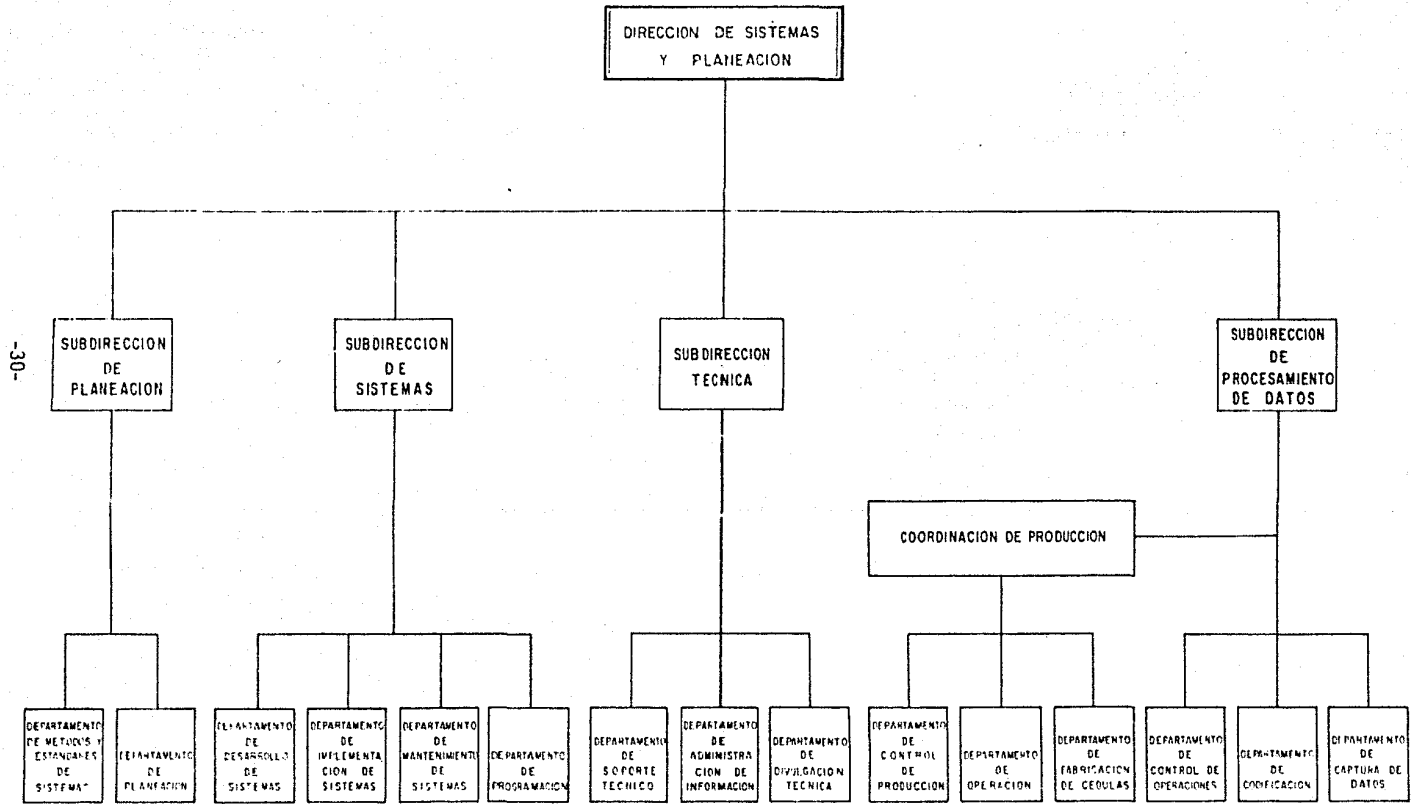 DIRECCION DE SISTEMAS
Y PLANEACION
-30-
SUBDIRECCION
DE
PLANEACION
SUBDIRECCION
DE
SISTEMAS
SUBDIRECCION
TECNICA
SUBDIRECCION
DE
PROCESAMIENTO
DE DATOS
COORDINACION DE PRODUCCION
DEPARTAMENTO
DE METODOS Y
ESTANDARES
DE
SISTEMAS
DEPARTAMENTO
DE
PLANEACION
DEPARTAMENTO
DE
DESARROLLO
DE
SISTEMAS
DEPARTAMENTO
DE
IMPLEMENTA
CION DE
SISTEMAS
DEPARTAMENTO
DE
MANTENIMIENTO
DE
SISTEMAS
DEPARTAMENTO
DE
PROGRAMACION
DEPARTAMENTO
DE
SOPORTE
TECNICO
DEPARTAMENTO
DE
ADMINISTRA
CION DE
INFORMACION
DEPARTAMENTO
DE
DIVULGACION
TECNICA
DEPARTAMENTO
DE
CONTROL
DE
PRODUCCION
DEPARTAMENTO
DE
OPERACION
DEPARTAMENTO
DE
FABRICACION
DE CEDULAS
DEPARTAMENTO
DE
CONTROL DE
OPERACIONES
DEPARTAMENTO
DE
CODIFICACION
DEPARTAMENTO
DE
CAPTURA DE
DATOS